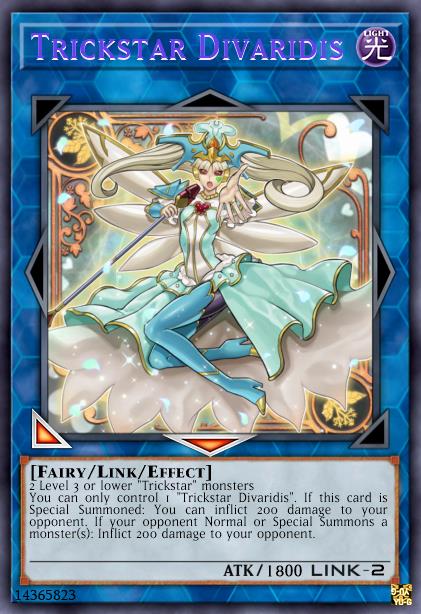 Trickstar Divaridis
LIGHT
光
[Fairy/Link/Effect]
2 Level 3 or lower "Trickstar" monsters
You can only control 1 "Trickstar Divaridis". If this card is
Special Summoned: You can inflict 200 damage to your
opponent. If your opponent Normal or Special Summons a
monster(s): Inflict 200 damage to your opponent.
ATK/1800 LINK-2
14365823